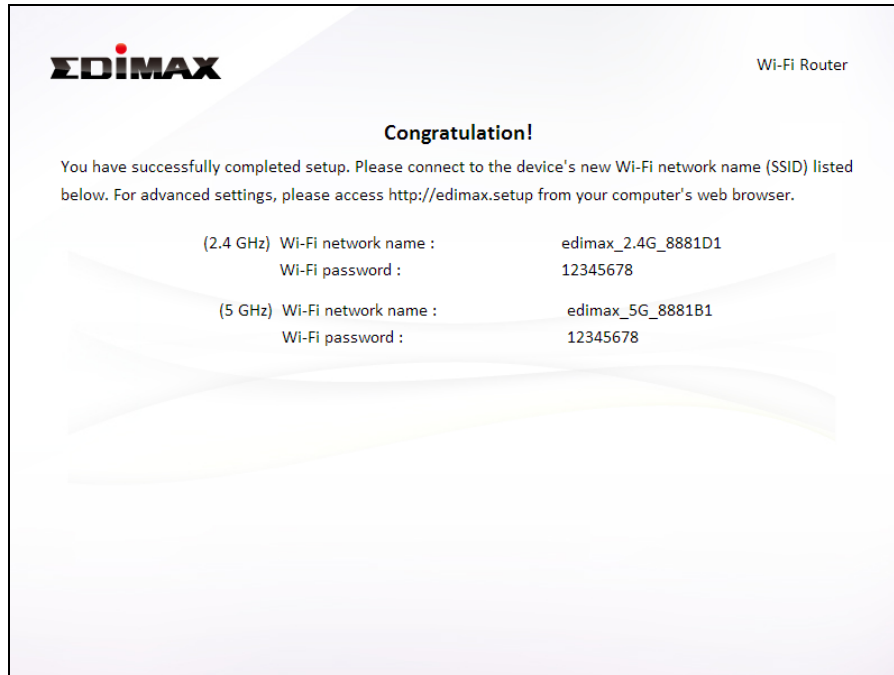 EDIMAX
Wi-Fi Router
Congratulation!
You have successfully completed setup. Please connect to the device's new Wi-Fi network name (SSID) listed
below. For advanced settings, please access http://edimax.setup from your computer's web browser.
(2.4 GHz) Wi-Fi network name : edimax_2.4G_8881D1
Wi-Fi password : 12345678
(5 GHz) Wi-Fi network name : edimax_5G_8881B1
Wi-Fi password : 12345678